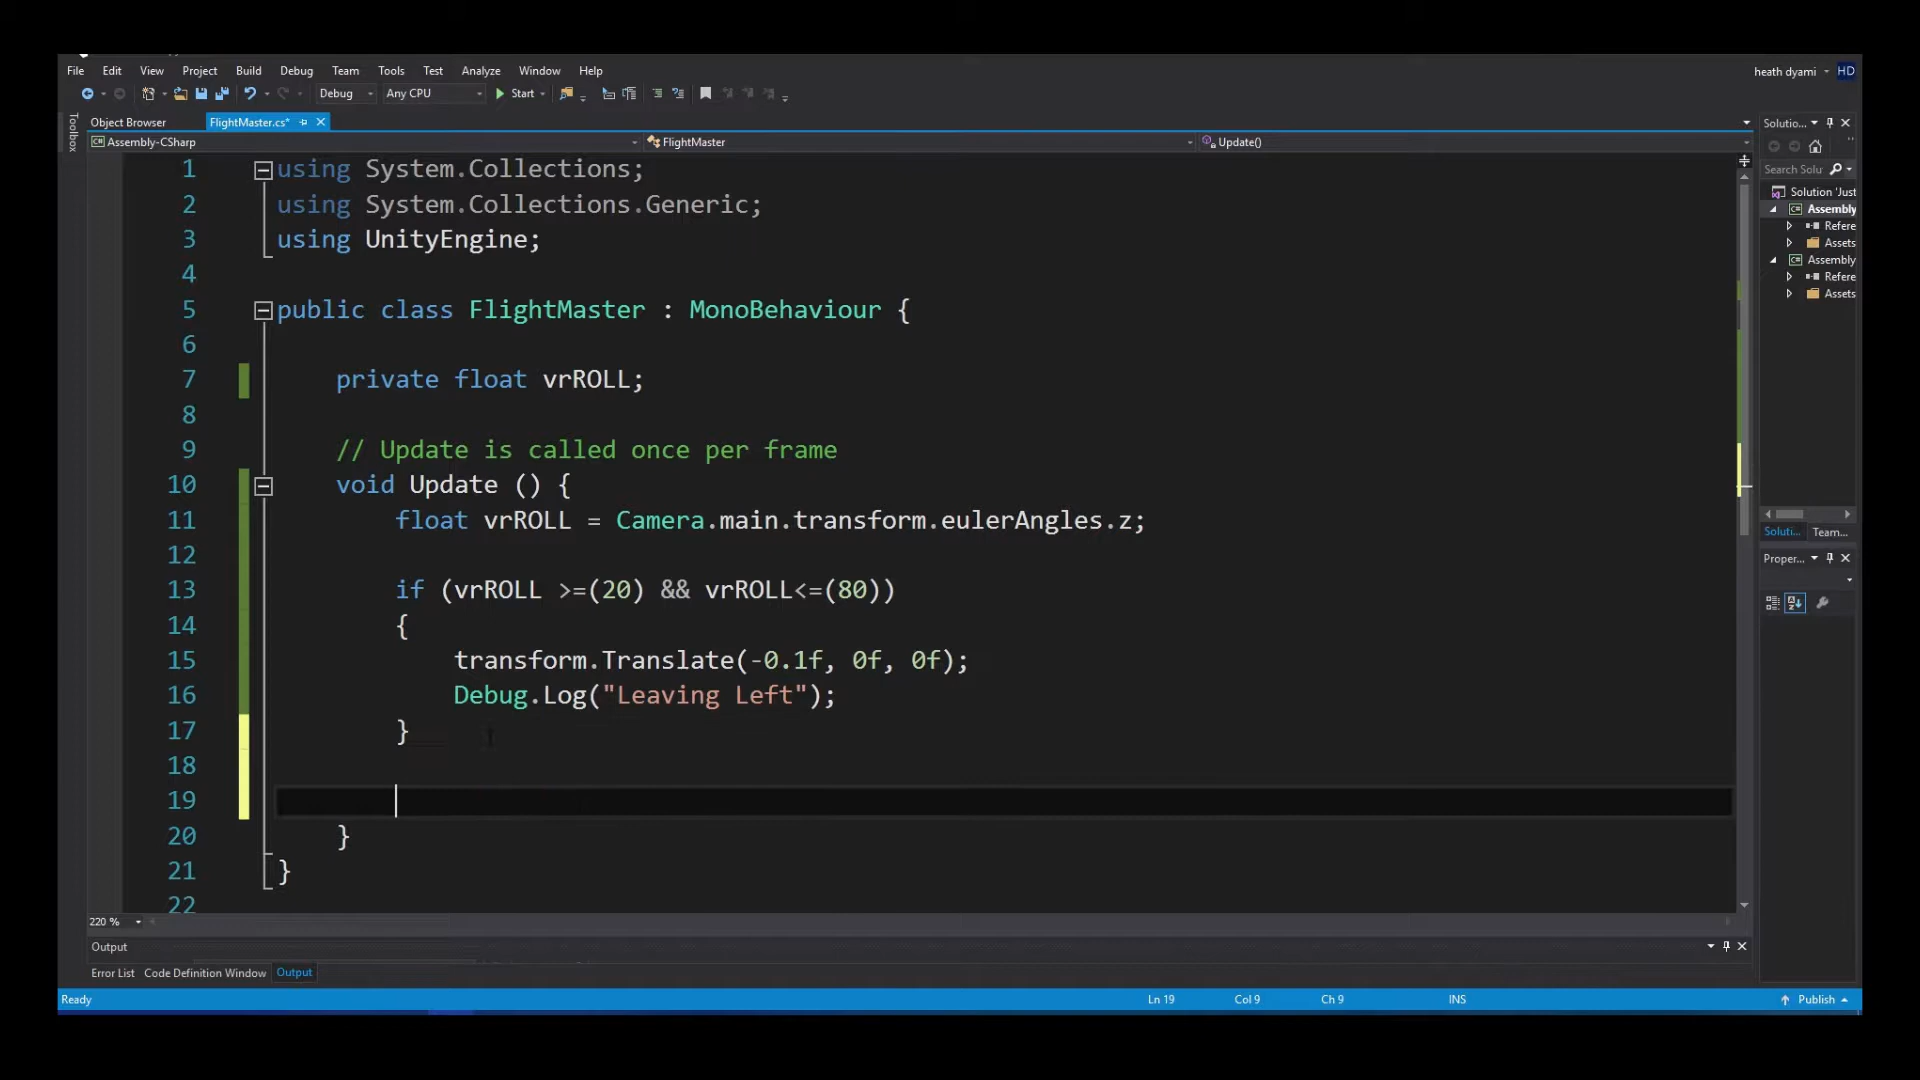 File Edit View Project Build Debug Team Tools Test Analyze Window Help
heath dyami HD
Debug Any CPU Start
Toolbox
Object Browser FlightMaster.cs*
Solutio...
Assembly-CSharp FlightMaster Update()
Search Solu
Solution 'Just
Assembly
Refere
Assets
Assembly
Refere
Assets
1 using System.Collections;
2 using System.Collections.Generic;
3 using UnityEngine;
4
5 public class FlightMaster : MonoBehaviour {
6
7 private float vrROLL;
8
9 // Update is called once per frame
10 void Update () {
11 float vrROLL = Camera.main.transform.eulerAngles.z;
12
13 if (vrROLL >=(20) && vrROLL<=(80))
14 {
15 transform.Translate(-0.1f, 0f, 0f);
16 Debug.Log("Leaving Left");
17 }
18
19
20 }
21 }
22
Soluti... Team...
Proper...
220 %
Output
Error List Code Definition Window Output
Ready Ln 19 Col 9 Ch 9 INS Publish